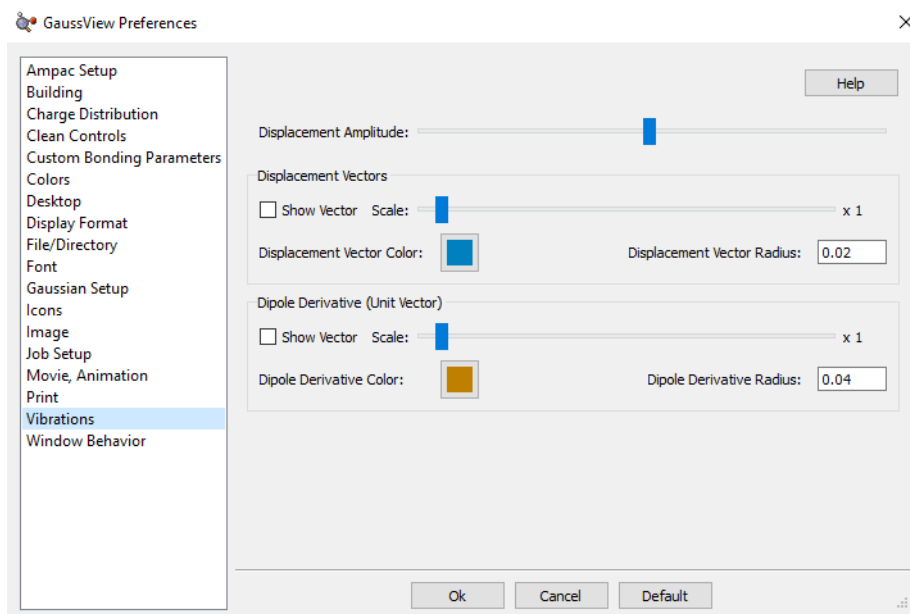 GaussView Preferences
Ampac Setup
Building
Charge Distribution
Clean Controls
Custom Bonding Parameters
Colors
Desktop
Display Format
File/Directory
Font
Gaussian Setup
Icons
Image
Job Setup
Movie, Animation
Print
Vibrations
Window Behavior
Help
Displacement Amplitude:
Displacement Vectors
Show Vector Scale: x 1
Displacement Vector Color: Displacement Vector Radius: 0.02
Dipole Derivative (Unit Vector)
Show Vector Scale: x 1
Dipole Derivative Color: Dipole Derivative Radius: 0.04
Ok Cancel Default